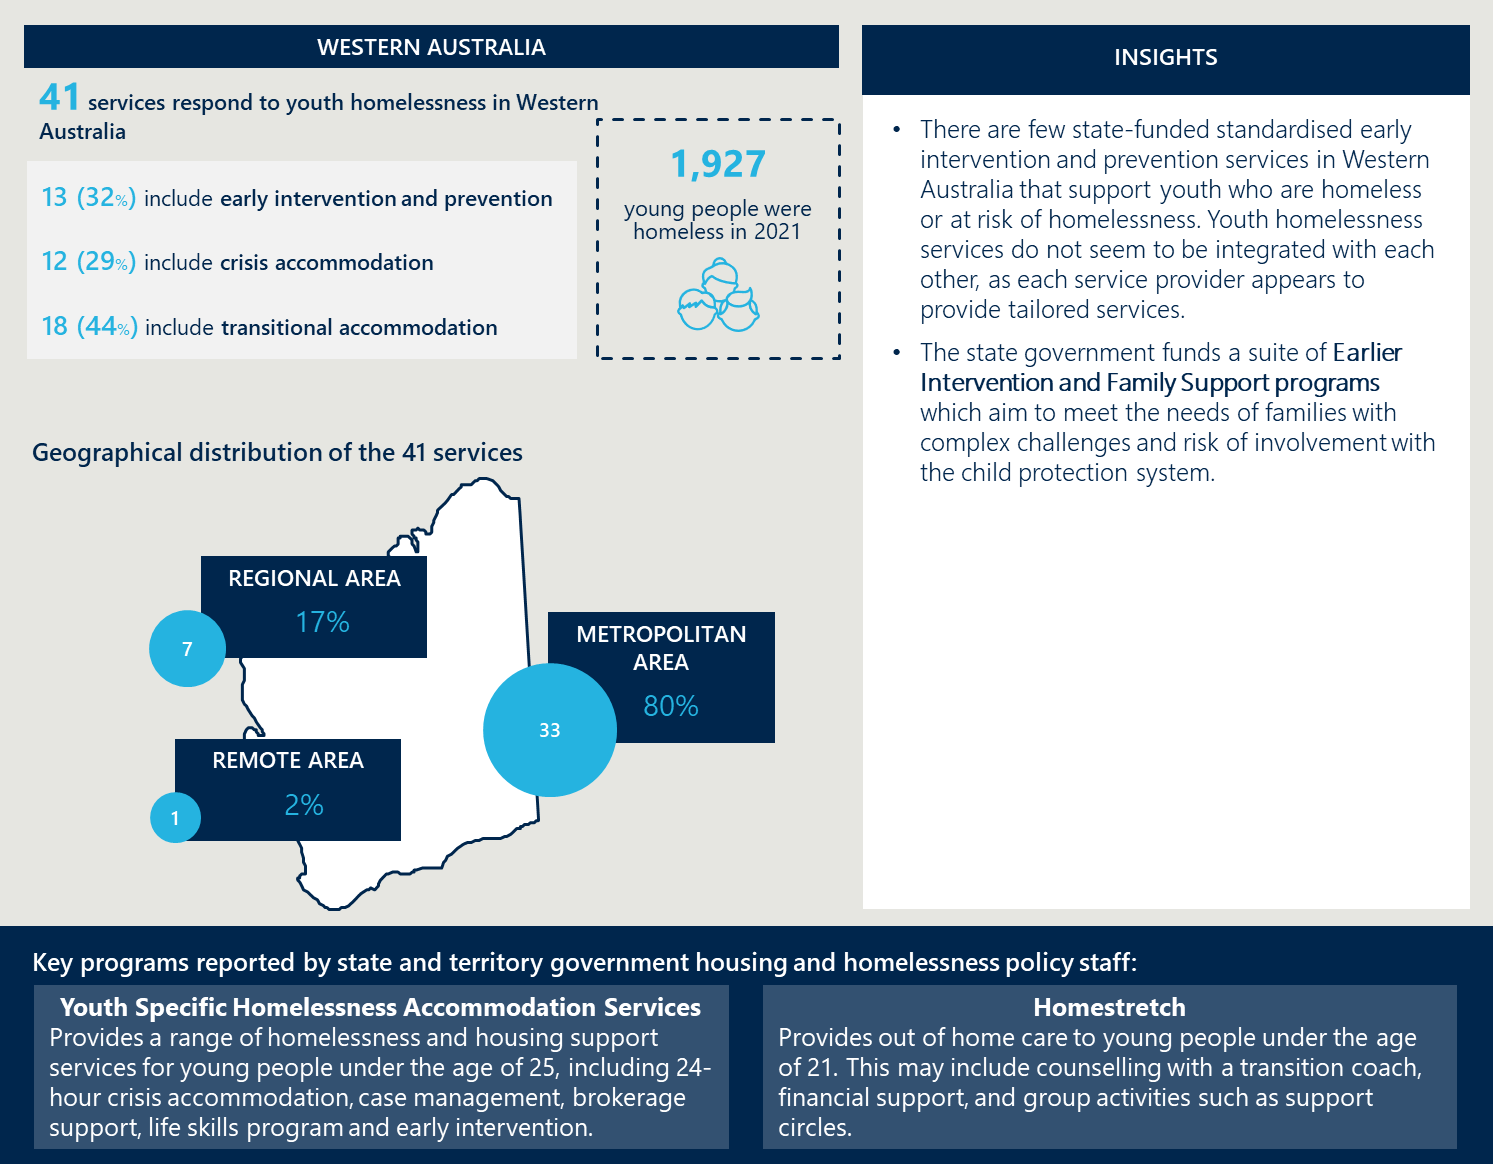 WESTERN AUSTRALIA
41 services respond to youth homelessness in Western
Australia
13 (32%) include early intervention and prevention
12 (29%) include crisis accommodation
18 (44%) include transitional accommodation
1,927
young people were
homeless in 2021
Geographical distribution of the 41 services
REGIONAL AREA
17%
7
METROPOLITAN
AREA
80%
33
REMOTE AREA
2%
1
INSIGHTS
• There are few state-funded standardised early
intervention and prevention services in Western
Australia that support youth who are homeless
or at risk of homelessness. Youth homelessness
services do not seem to be integrated with each
other, as each service provider appears to
provide tailored services.
• The state government funds a suite of Earlier
Intervention and Family Support programs
which aim to meet the needs of families with
complex challenges and risk of involvement with
the child protection system.
Key programs reported by state and territory government housing and homelessness policy staff:
Youth Specific Homelessness Accommodation Services
Provides a range of homelessness and housing support
services for young people under the age of 25, including 24-
hour crisis accommodation, case management, brokerage
support, life skills program and early intervention.
Homestretch
Provides out of home care to young people under the age
of 21. This may include counselling with a transition coach,
financial support, and group activities such as support
circles.